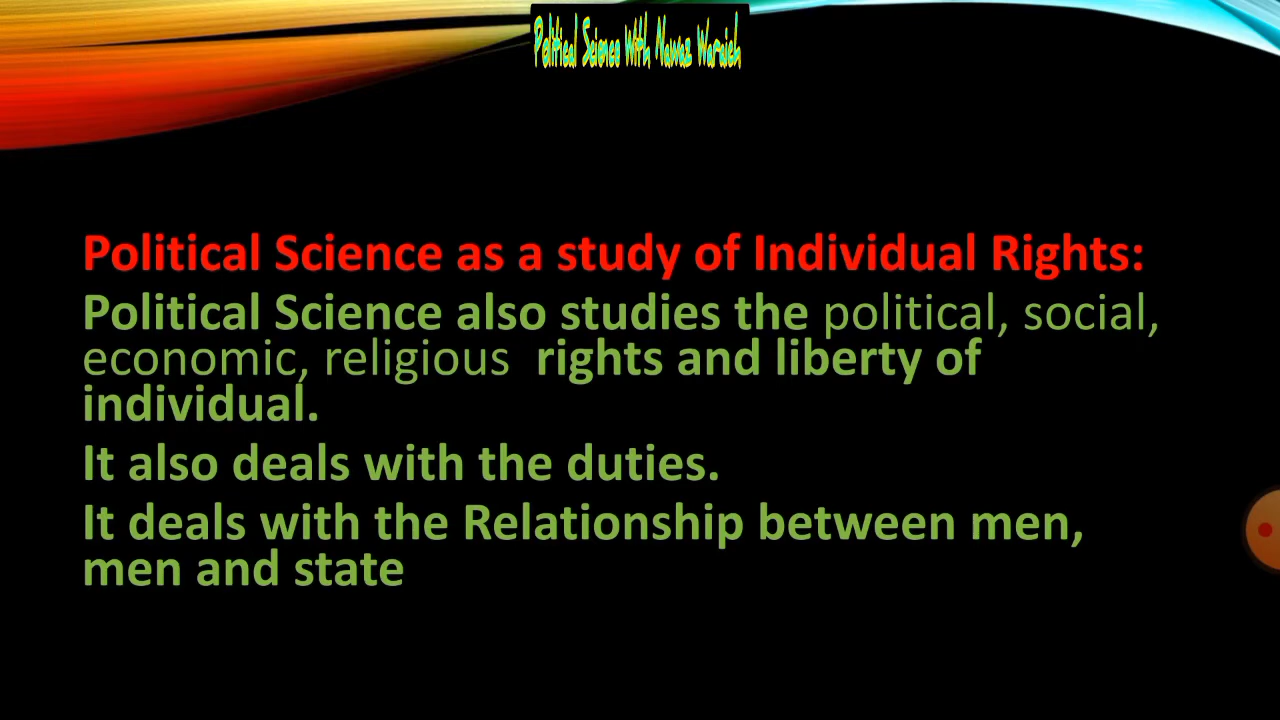 Political Science With Nawaz Waraich
Political Science as a study of Individual Rights:
Political Science also studies the political, social,
economic, religious rights and liberty of
individual.
It also deals with the duties.
It deals with the Relationship between men,
men and state